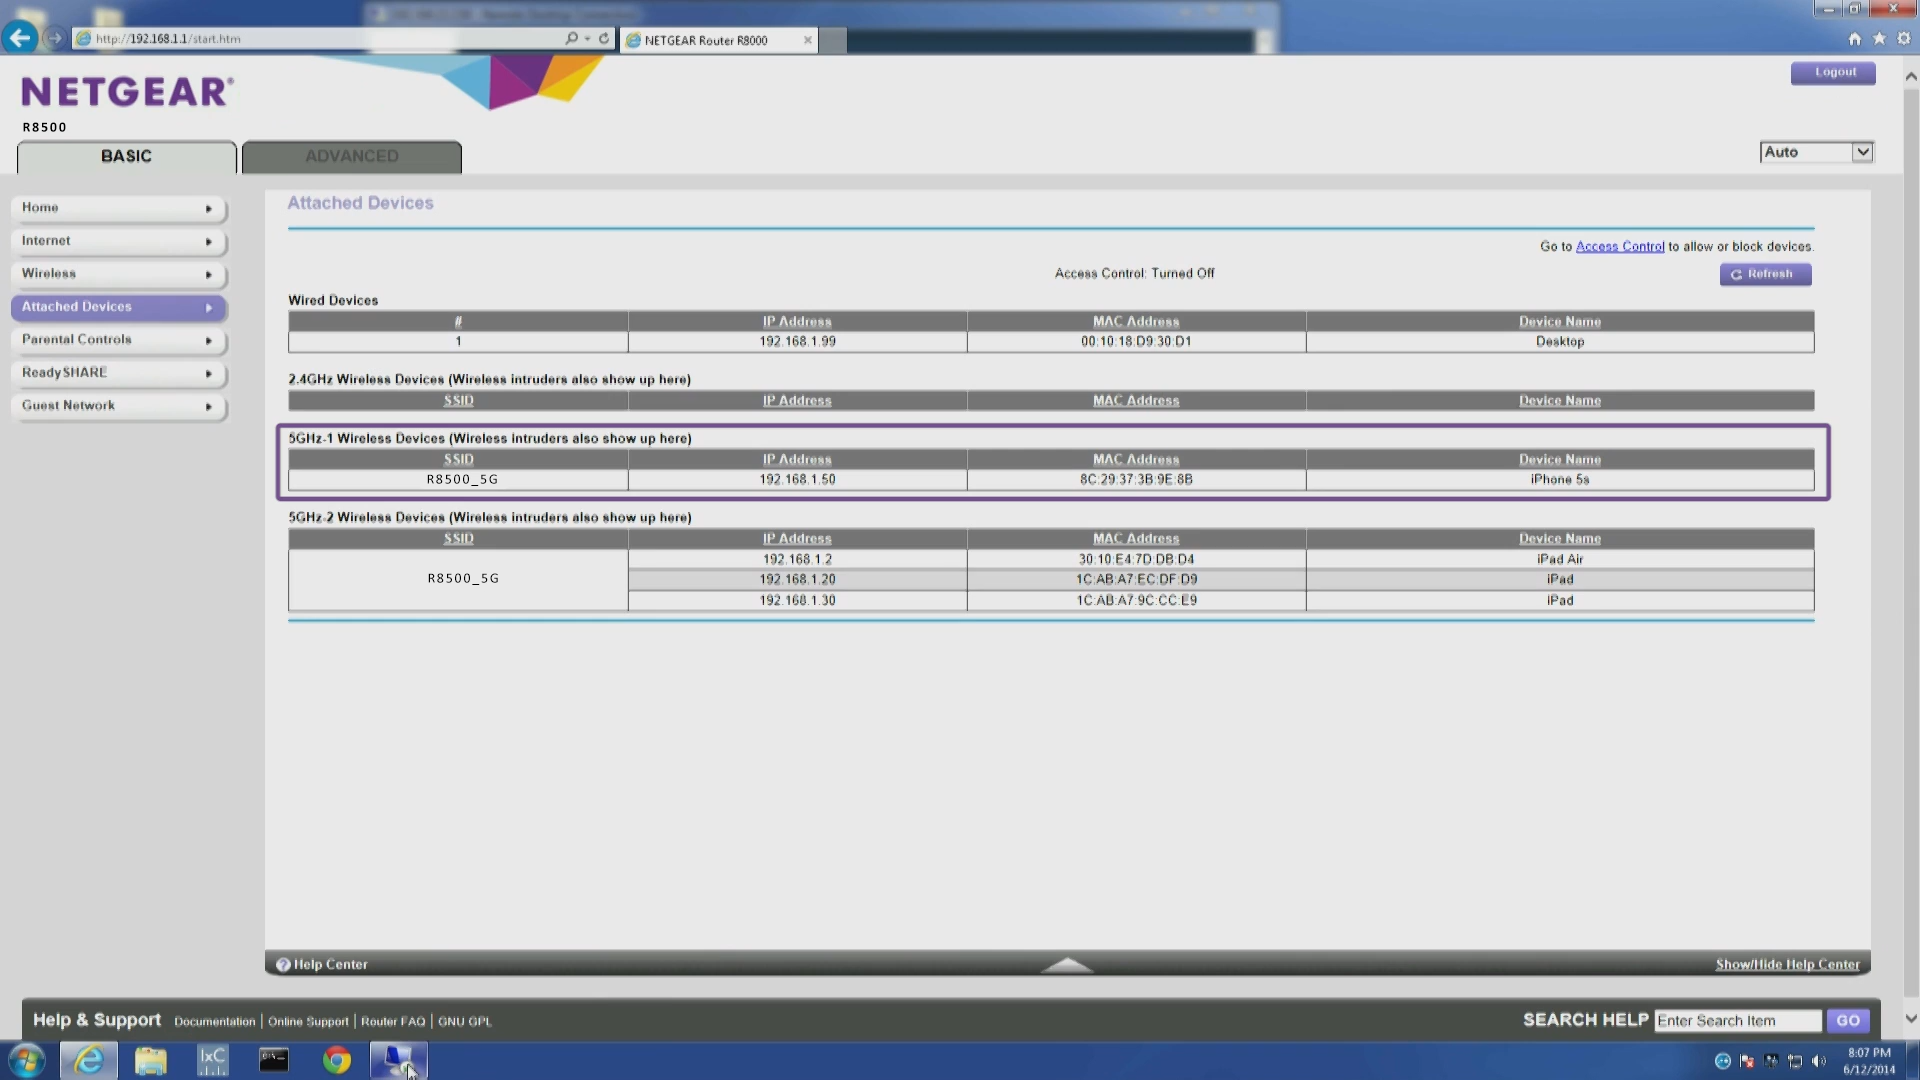 http://192.168.1.1/start.htm
NETGEAR Router R8000
NETGEAR®
R8500
Logout
BASIC
ADVANCED
Auto
Home
Internet
Wireless
Attached Devices
Parental Controls
ReadySHARE
Guest Network
Attached Devices
Go to Access Control to allow or block devices.
Access Control: Turned Off
Refresh
Wired Devices
# IP Address MAC Address Device Name
1 192.168.1.99 00:10:18:D9:30:D1 Desktop
2.4GHz Wireless Devices (Wireless intruders also show up here)
SSID IP Address MAC Address Device Name
5GHz-1 Wireless Devices (Wireless intruders also show up here)
SSID IP Address MAC Address Device Name
R8500_5G 192.168.1.50 8C:29:37:3B:9E:8B iPhone 5s
5GHz-2 Wireless Devices (Wireless intruders also show up here)
SSID IP Address MAC Address Device Name
192.168.1.2 30:10:E4:7D:DB:D4 iPad Air
R8500_5G 192.168.1.20 1C:AB:A7:EC:DF:D9 iPad
192.168.1.30 1C:AB:A7:9C:CC:E9 iPad
Help Center
Show/Hide Help Center
Help & Support Documentation | Online Support | Router FAQ | GNU GPL
SEARCH HELP Enter Search Item GO
IxC
8:07 PM
6/12/2014